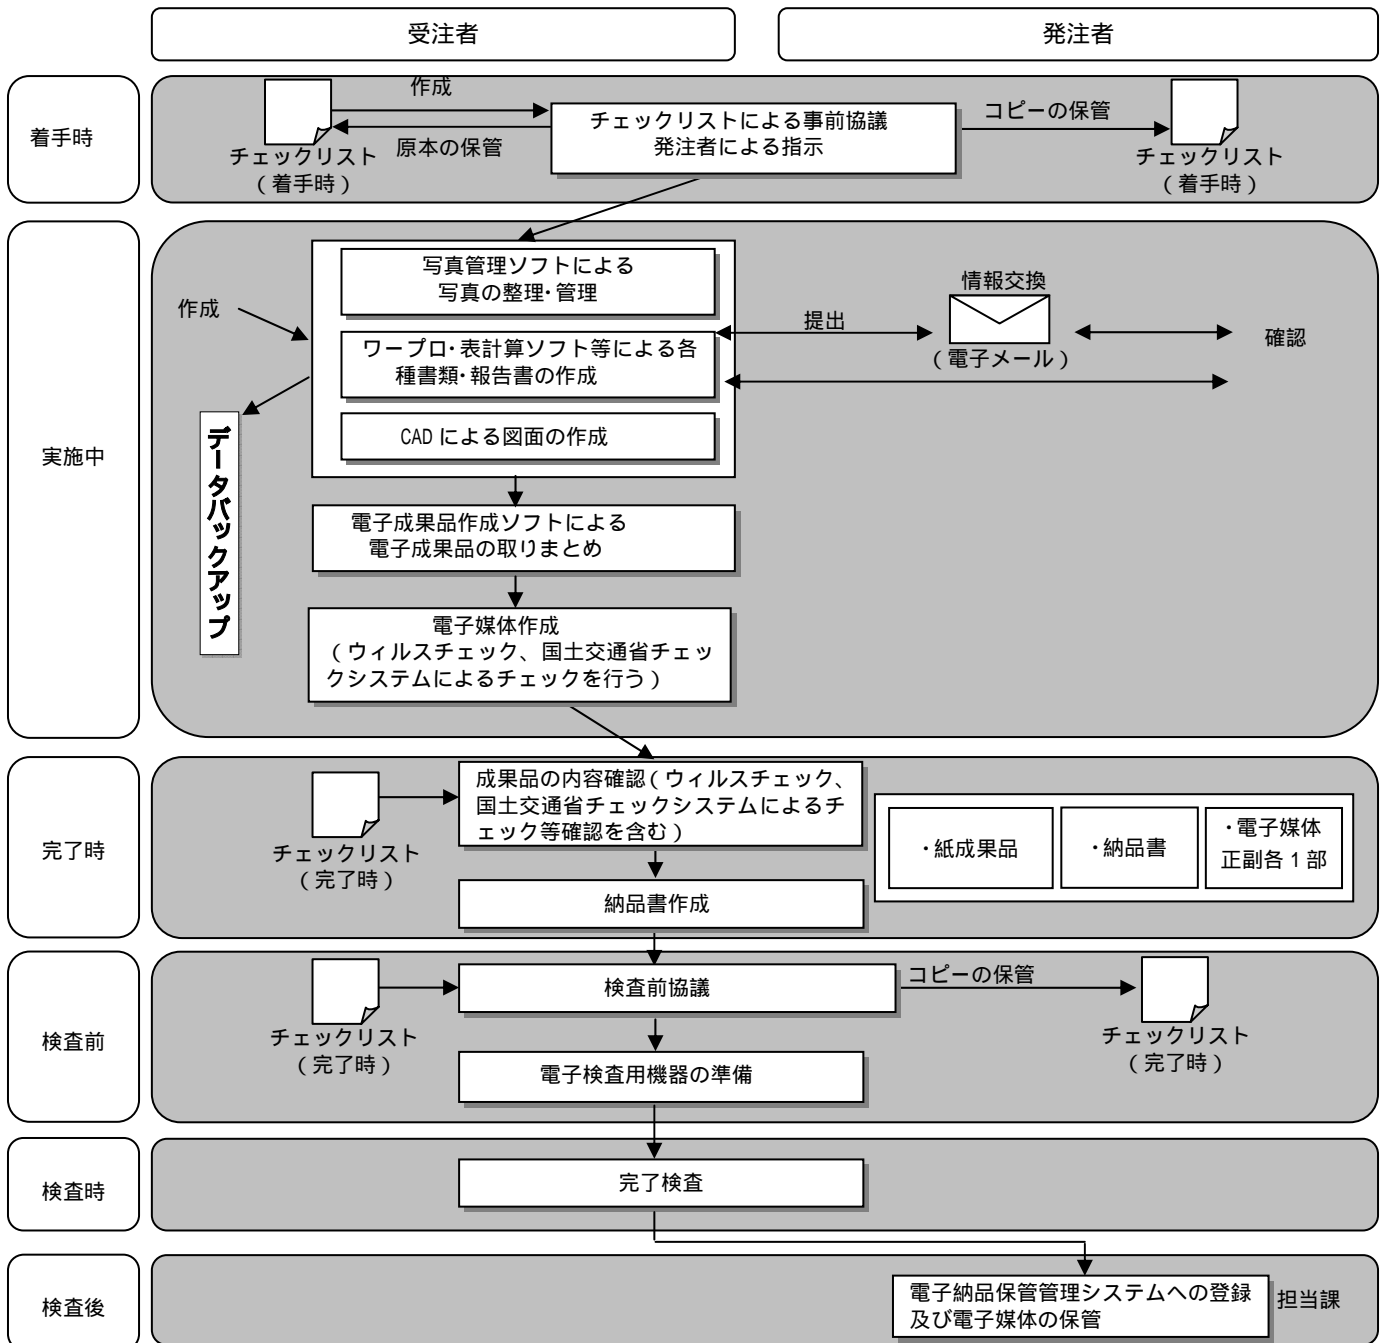 受注者
発注者
着手時
作成
原本の保管
チェックリスト
（着手時）
チェックリストによる事前協議
発注者による指示
コピーの保管
チェックリスト
（着手時）
実施中
作成
データバックアップ
写真管理ソフトによる
写真の整理・管理
ワープロ・表計算ソフト等による各
種書類・報告書の作成
CADによる図面の作成
提出
情報交換
（電子メール）
確認
電子成果品作成ソフトによる
電子成果品の取りまとめ
電子媒体作成
（ウィルスチェック、国土交通省チェッ
クシステムによるチェックを行う）
完了時
チェックリスト
（完了時）
成果品の内容確認（ウィルスチェック、
国土交通省チェックシステムによるチ
ェック等確認を含む）
納品書作成
・紙成果品
・納品書
・電子媒体
正副各1部
検査前
チェックリスト
（完了時）
検査前協議
コピーの保管
チェックリスト
（完了時）
電子検査用機器の準備
検査時
完了検査
検査後
電子納品保管管理システムへの登録
及び電子媒体の保管
担当課